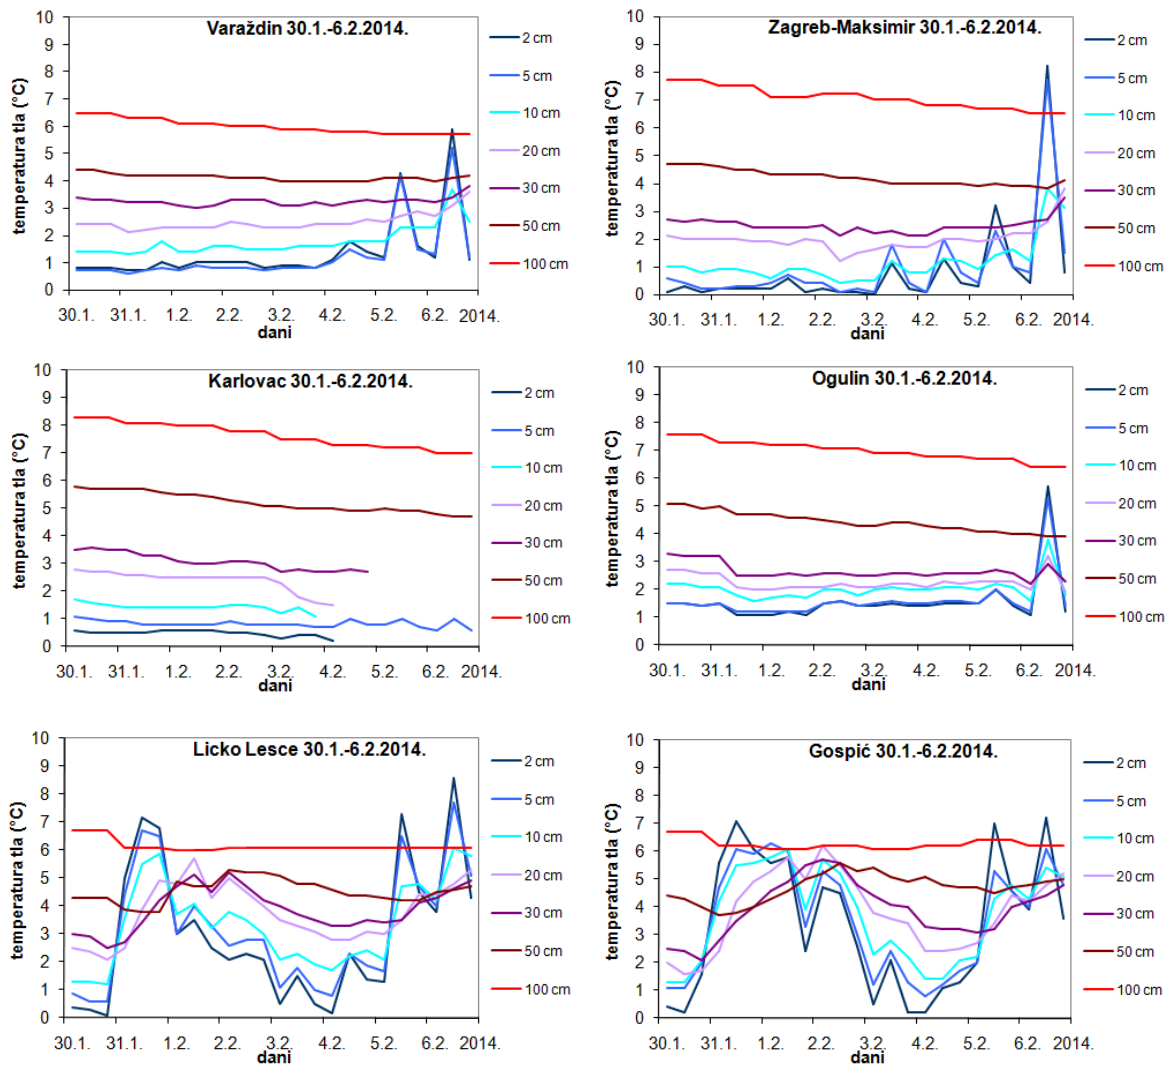 Varaždin 30.1.-6.2.2014.
temperatura tla (°C)
10
9
8
7
6
5
4
3
2
1
0
30.1. 31.1. 1.2. 2.2. 3.2. 4.2. 5.2. 6.2. 2014.
dani
2 cm
5 cm
10 cm
20 cm
30 cm
50 cm
100 cm
Zagreb-Maksimir 30.1.-6.2.2014.
temperatura tla (°C)
10
9
8
7
6
5
4
3
2
1
0
30.1. 31.1. 1.2. 2.2. 3.2. 4.2. 5.2. 6.2. 2014.
dani
2 cm
5 cm
10 cm
20 cm
30 cm
50 cm
100 cm
Karlovac 30.1.-6.2.2014.
temperatura tla (°C)
10
9
8
7
6
5
4
3
2
1
0
30.1. 31.1. 1.2. 2.2. 3.2. 4.2. 5.2. 6.2. 2014.
dani
2 cm
5 cm
10 cm
20 cm
30 cm
50 cm
100 cm
Ogulin 30.1.-6.2.2014.
temperatura tla (°C)
10
9
8
7
6
5
4
3
2
1
0
30.1. 31.1. 1.2. 2.2. 3.2. 4.2. 5.2. 6.2. 2014.
dani
2 cm
5 cm
10 cm
20 cm
30 cm
50 cm
100 cm
Licko Lesce 30.1.-6.2.2014.
temperatura tla (°C)
10
9
8
7
6
5
4
3
2
1
0
30.1. 31.1. 1.2. 2.2. 3.2. 4.2. 5.2. 6.2. 2014.
dani
2 cm
5 cm
10 cm
20 cm
30 cm
50 cm
100 cm
Gospić 30.1.-6.2.2014.
temperatura tla (°C)
10
9
8
7
6
5
4
3
2
1
0
30.1. 31.1. 1.2. 2.2. 3.2. 4.2. 5.2. 6.2. 2014.
dani
2 cm
5 cm
10 cm
20 cm
30 cm
50 cm
100 cm